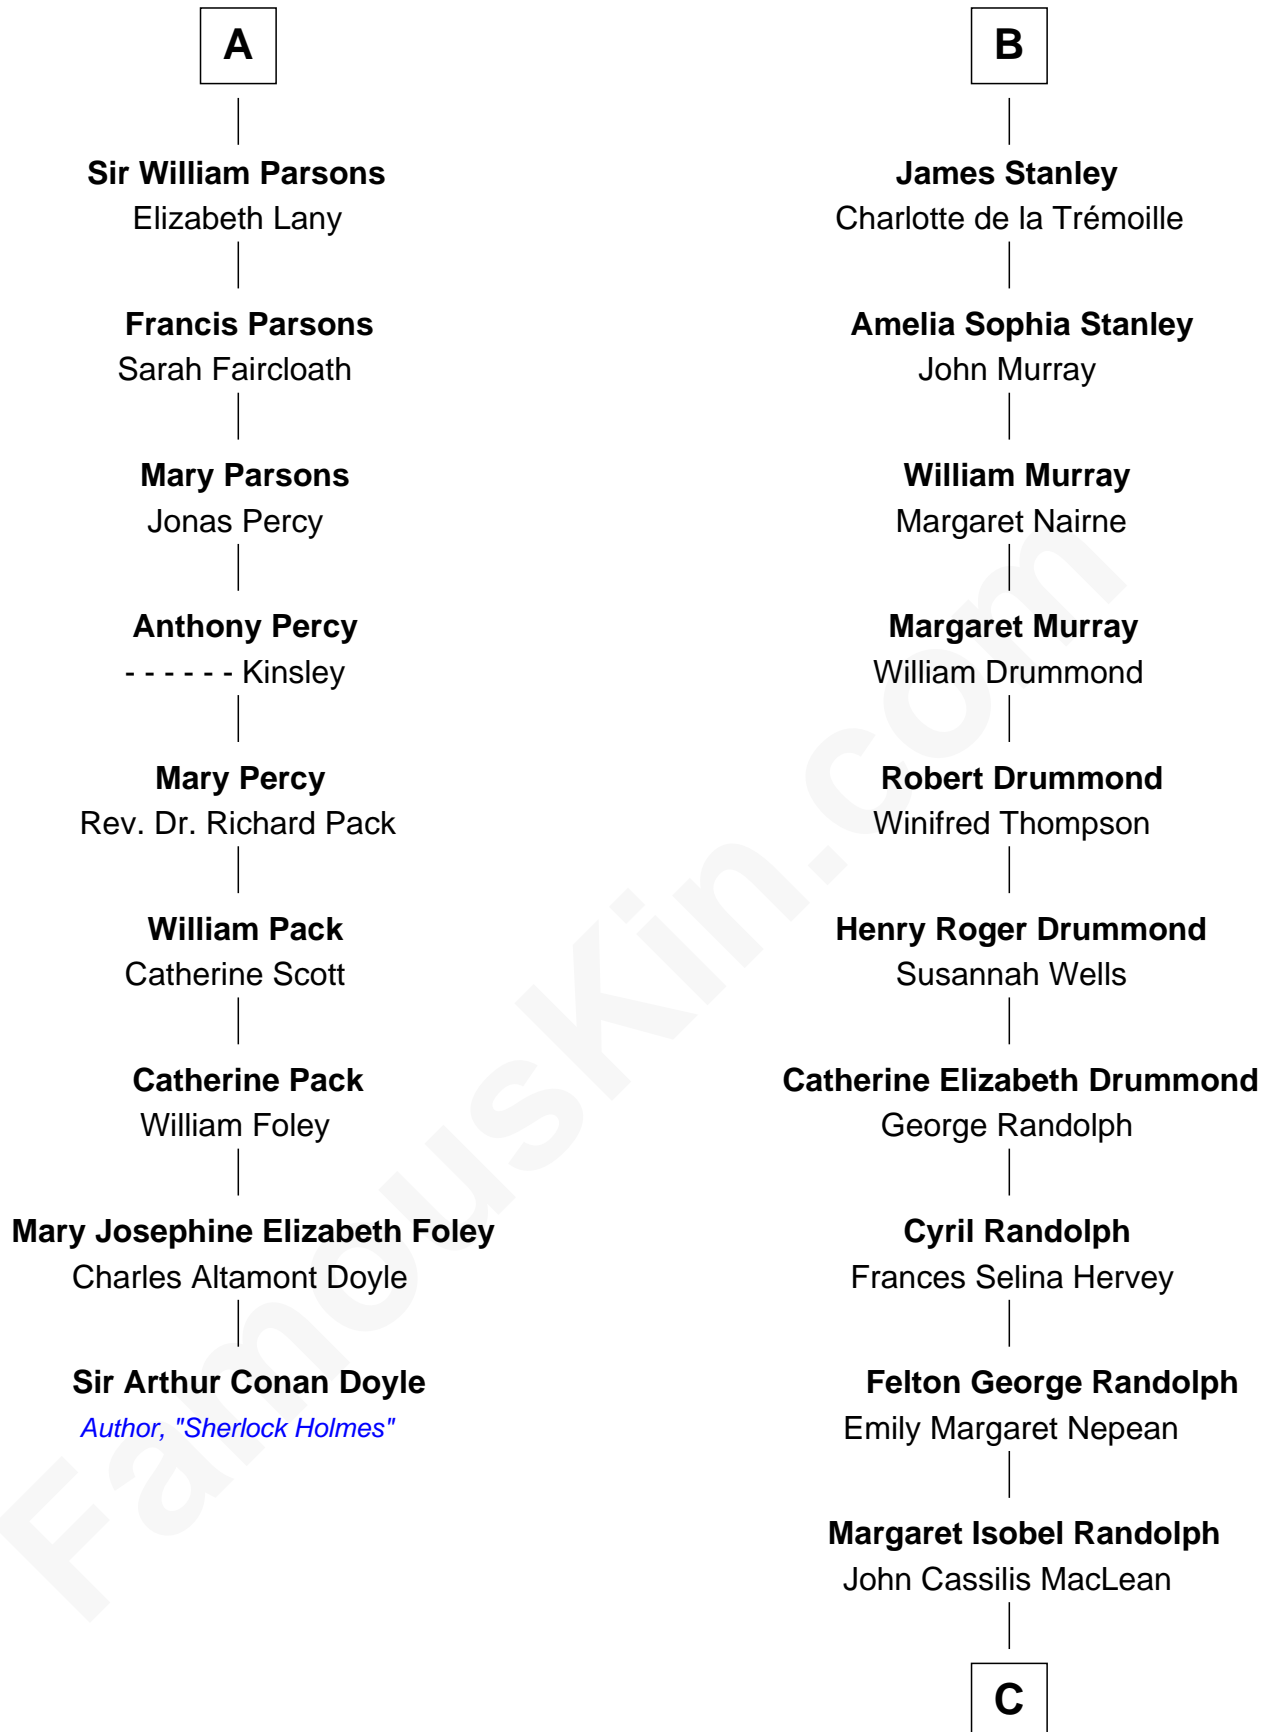 A
Sir William Parsons
Elizabeth Lany
Francis Parsons
Sarah Faircloath
Mary Parsons
Jonas Percy
Anthony Percy
- - - - - - Kinsley
Mary Percy
Rev. Dr. Richard Pack
William Pack
Catherine Scott
Catherine Pack
William Foley
Mary Josephine Elizabeth Foley
Charles Altamont Doyle
Sir Arthur Conan Doyle
Author, "Sherlock Holmes"
B
James Stanley
Charlotte de la Trémoille
Amelia Sophia Stanley
John Murray
William Murray
Margaret Nairne
Margaret Murray
William Drummond
Robert Drummond
Winifred Thompson
Henry Roger Drummond
Susannah Wells
Catherine Elizabeth Drummond
George Randolph
Cyril Randolph
Frances Selina Hervey
Felton George Randolph
Emily Margaret Nepean
Margaret Isobel Randolph
John Cassilis MacLean
C
FamousKin.com